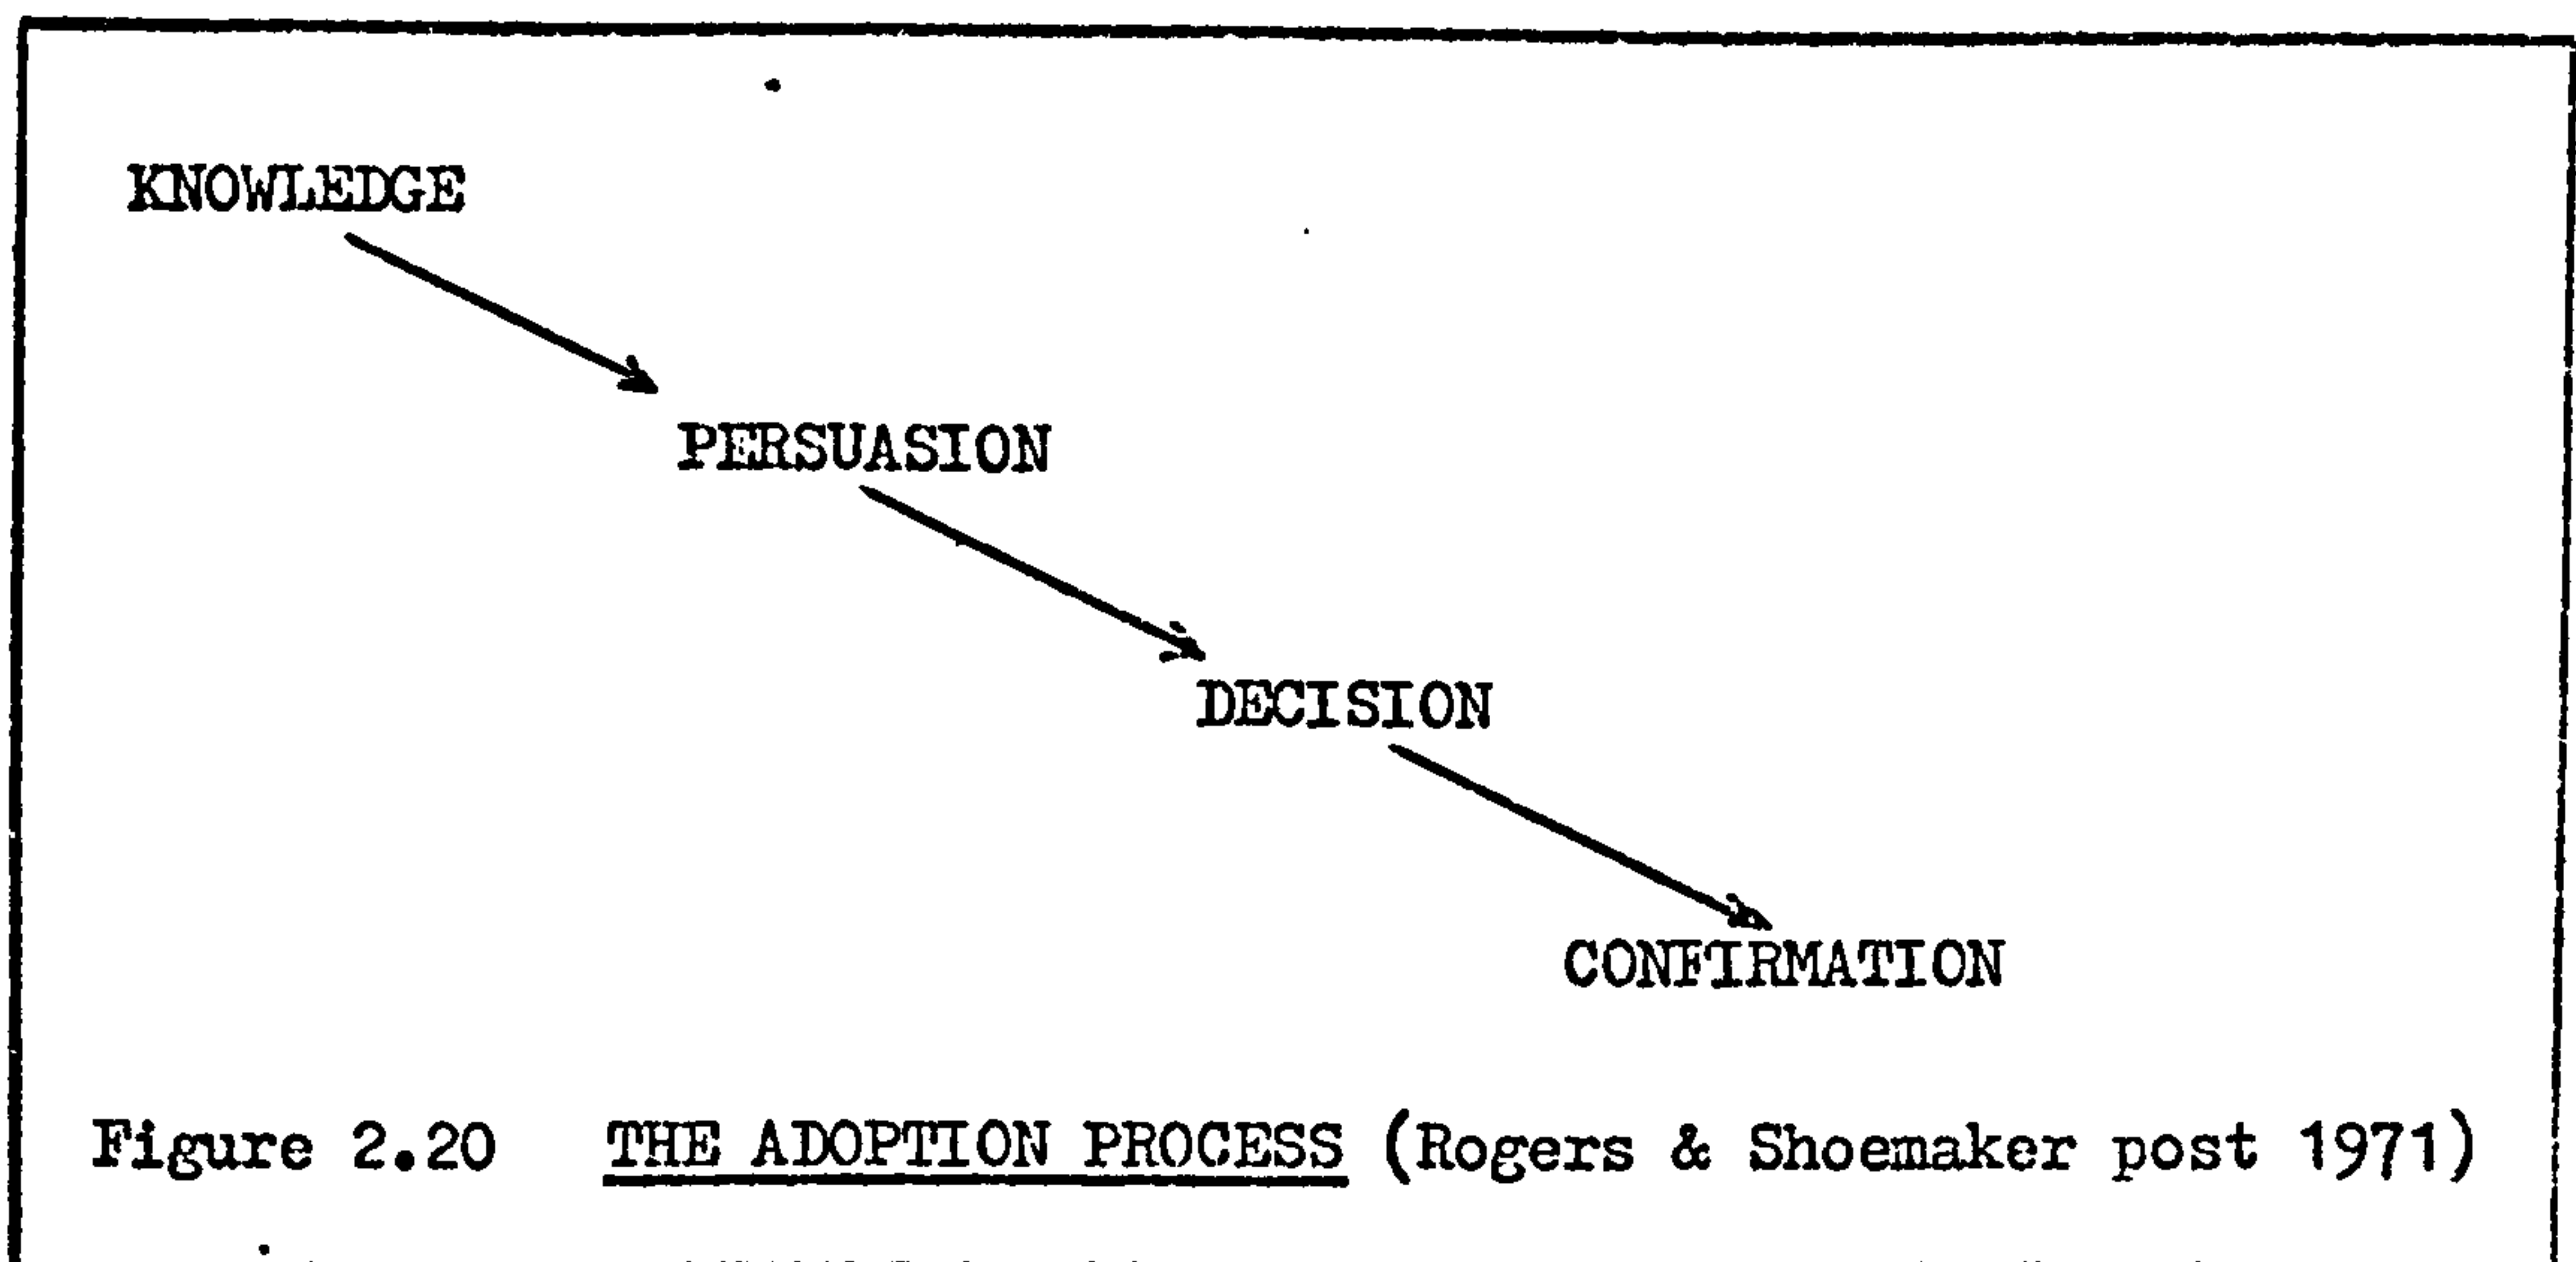 KNOWLEDGE
PERSUASION
DECISION
CONFIRMATION
Figure 2.20 THE ADOPTION PROCESS (Rogers & Shoemaker post 1971)